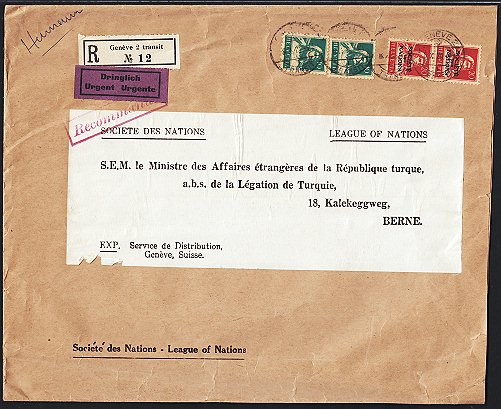 Humann
R Genève 2 transit
№ 12
Dringlich
Urgent Urgente
Recommandé
SOCIETE DES NATIONS LEAGUE OF NATIONS
S.E.M. le Ministre des Affaires étrangères de la République turque,
a.b.s. de la Légation de Turquie,
18, Kalekeggweg,
BERNE.
EXP. Service de Distribution,
Genève, Suisse.
Société des Nations - League of Nations